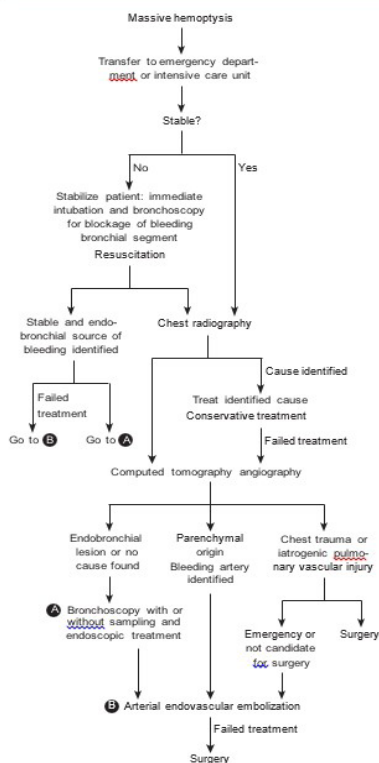 Massive hemoptysis
Transfer to emergency depart-
ment or intensive care unit
Stable?
No
Yes
Stabilize patient: immediate
intubation and bronchoscopy
for blockage of bleeding
bronchial segment
Resuscitation
Stable and endo-
bronchial source of
bleeding identified
Chest radiography
Cause identified
Treat identified cause
Conservative treatment
Failed
treatment
Go to B
Go to A
Failed treatment
Computed tomography angiography
Endobronchial
lesion or no
cause found
Parenchymal
origin
Bleeding artery
identified
Chest trauma or
iatrogenic pulmo-
nary vascular injury
A Bronchoscopy with or
without sampling and
endoscopic treatment
Emergency or
not candidate
for surgery
Surgery
B Arterial endovascular embolization
Failed treatment
Surgery